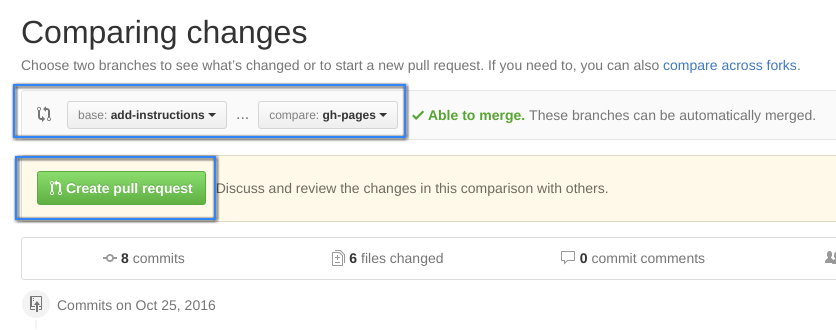 Comparing changes
Choose two branches to see what's changed or to start a new pull request. If you need to, you can also compare across forks.
base: add-instructions ... compare: gh-pages Able to merge. These branches can be automatically merged.
Create pull request Discuss and review the changes in this comparison with others.
8 commits 6 files changed 0 commit comments
Commits on Oct 25, 2016